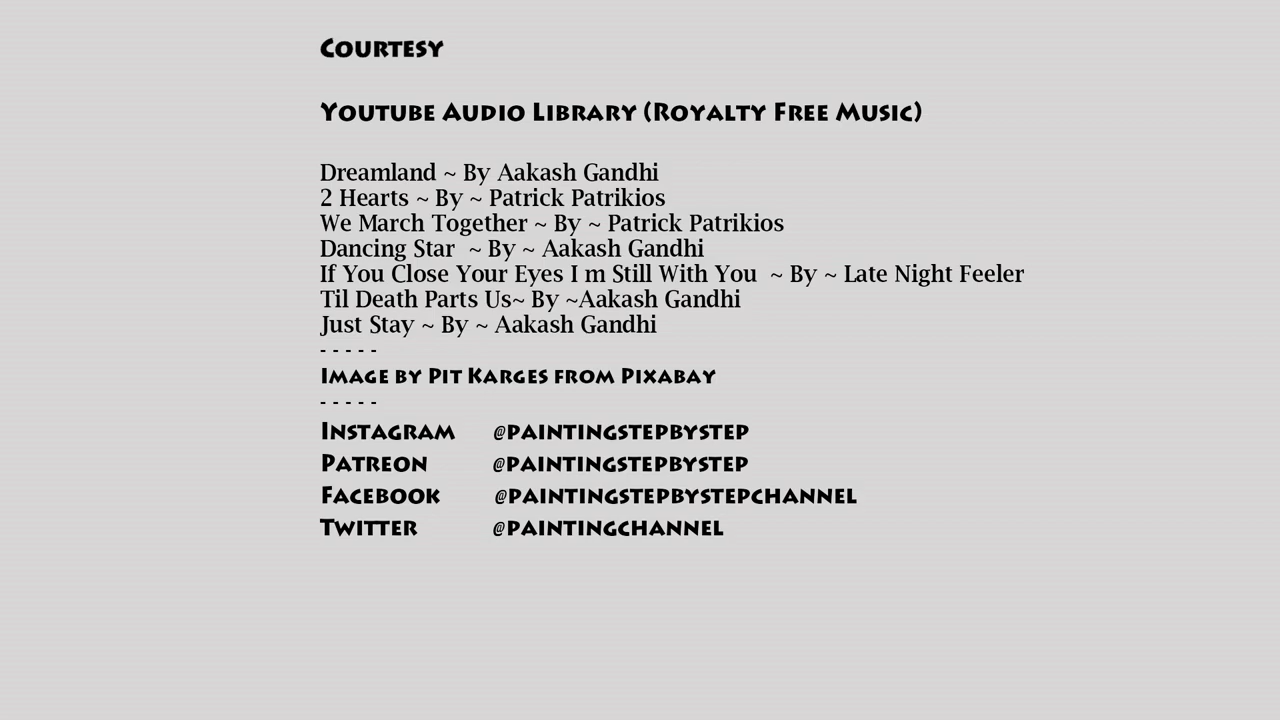 Courtesy
Youtube Audio Library (Royalty Free Music)
Dreamland ~ By Aakash Gandhi
2 Hearts ~ By ~ Patrick Patrikios
We March Together ~ By ~ Patrick Patrikios
Dancing Star  ~ By ~ Aakash Gandhi
If You Close Your Eyes I m Still With You  ~ By ~ Late Night Feeler
Til Death Parts Us~ By ~Aakash Gandhi
Just Stay ~ By ~ Aakash Gandhi
- - - - -
Image by Pit Karges from Pixabay
- - - - -
Instagram @paintingstepbystep
Patreon @paintingstepbystep
Facebook @paintingstepbystepchannel
Twitter @paintingchannel